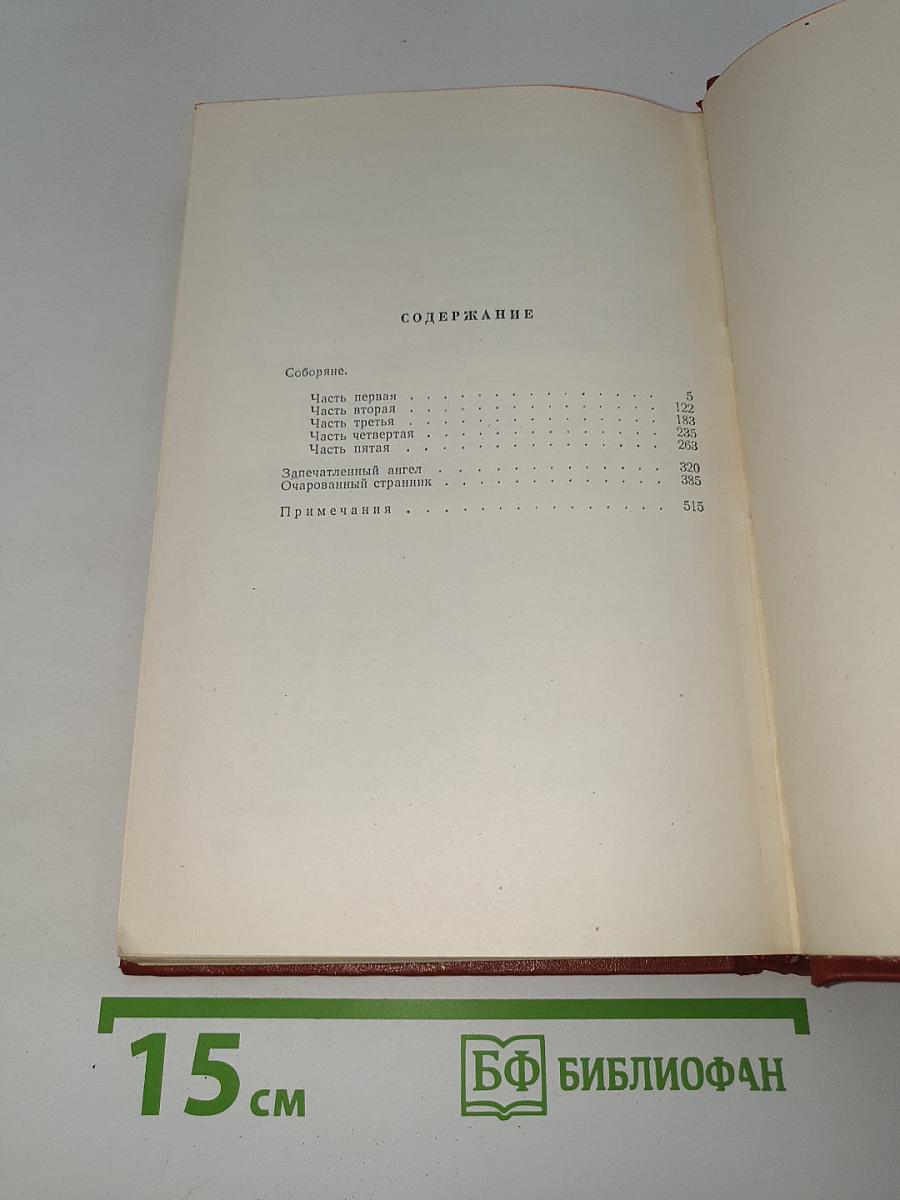 СОДЕРЖАНИЕ
Соборяне.
Часть первая . . . . . . . . . . . . . . . 5
Часть вторая . . . . . . . . . . . . . . . 122
Часть третья . . . . . . . . . . . . . . . 183
Часть четвертая . . . . . . . . . . . . . . 235
Часть пятая . . . . . . . . . . . . . . . 263
Запечатленный ангел . . . . . . . . . . . . . 320
Очарованный странник . . . . . . . . . . . . . 385
Примечания . . . . . . . . . . . . . . . 515
15 см
БФ БИБЛИОФАН